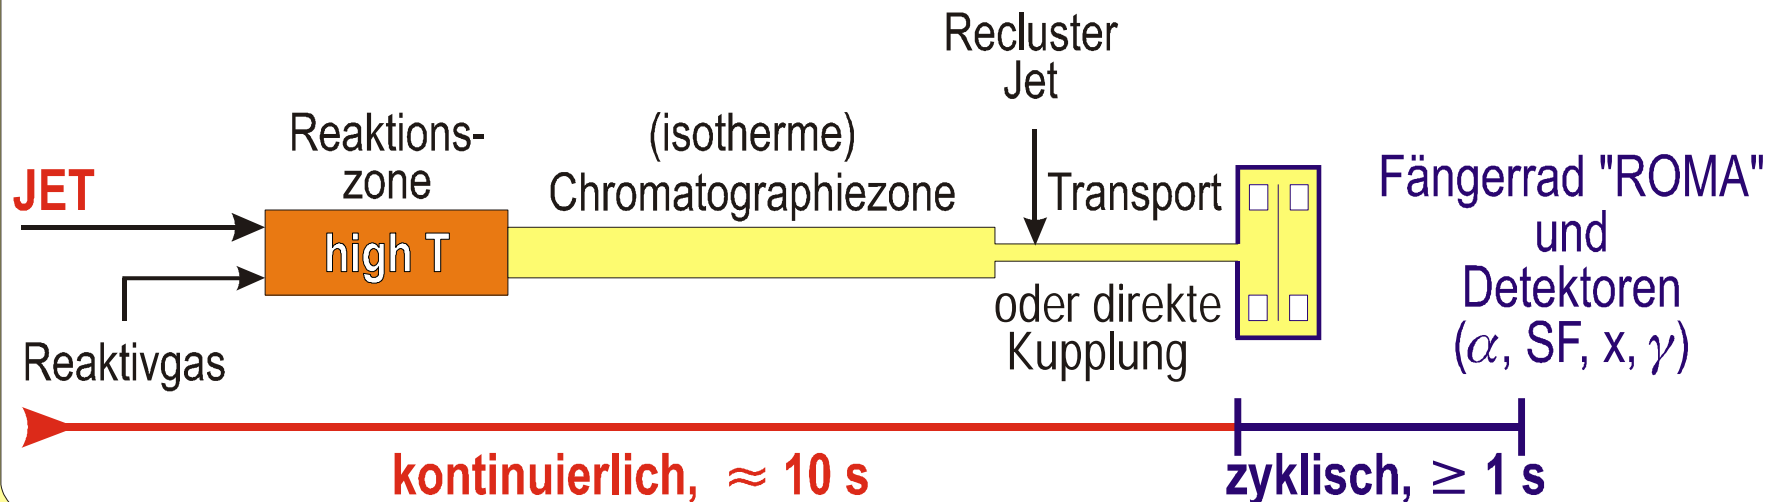 Recluster
Jet
Reaktions-
zone
(isotherme)
Chromatographiezone
JET
high T
Reaktivgas
Transport
oder direkte
Kupplung
Fängerrad "ROMA"
und
Detektoren
(α, SF, x, γ)
kontinuierlich, ≈ 10 s
zyklisch, ≥ 1 s